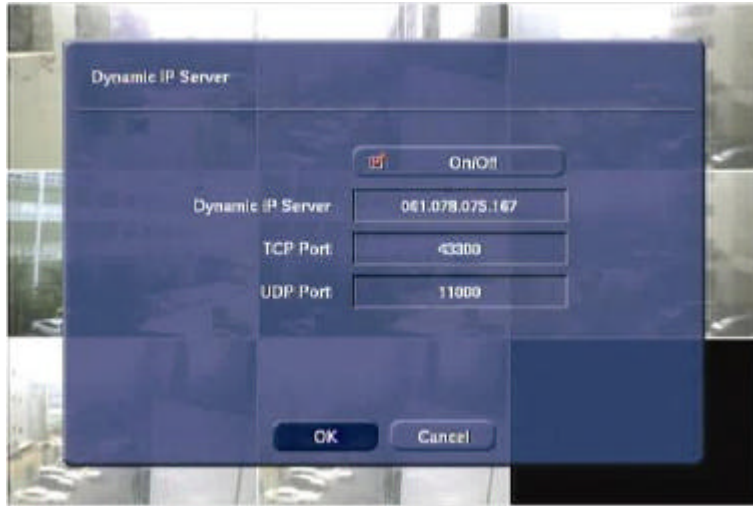 Dynamic IP Server
On/Off
Dynamic IP Server 061.078.075.167
TCP Port 43300
UDP Port 11000
OK Cancel